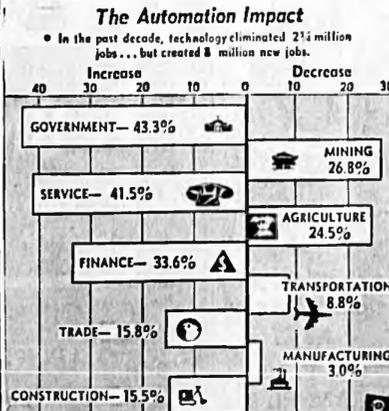 The Automation Impact
• In the past decade, technology eliminated 2¾ million
jobs...but created 8 million new jobs.
Increase Decrease
40 30 20 10 0 10 20
GOVERNMENT— 43.3%
MINING
26.8%
SERVICE— 41.5%
AGRICULTURE
24.5%
FINANCE— 33.6%
TRANSPORTATION
8.8%
TRADE— 15.8%
MANUFACTURING
3.0%
CONSTRUCTION— 15.5%